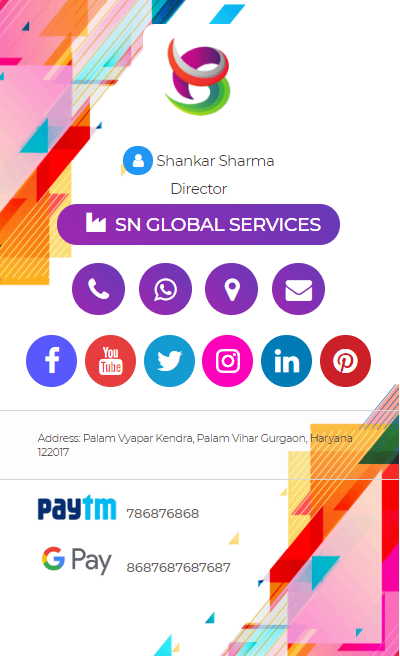 Shankar Sharma
Director
SN GLOBAL SERVICES
You
Tube
in
Address: Palam Vyapar Kendra, Palam Vihar Gurgaon, Haryana
122017
paytm 786876868
G Pay 8687687687687